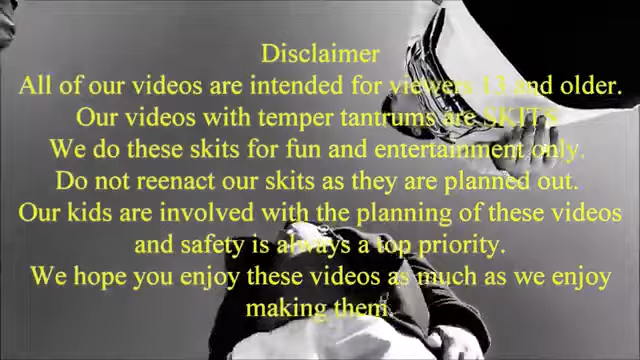 Disclaimer
All of our videos are intended for viewers 13 and older.
Our videos with temper tantrums are SKITS
We do these skits for fun and entertainment only.
Do not reenact our skits as they are planned out.
Our kids are involved with the planning of these videos
and safety is always a top priority.
We hope you enjoy these videos as much as we enjoy
making them.